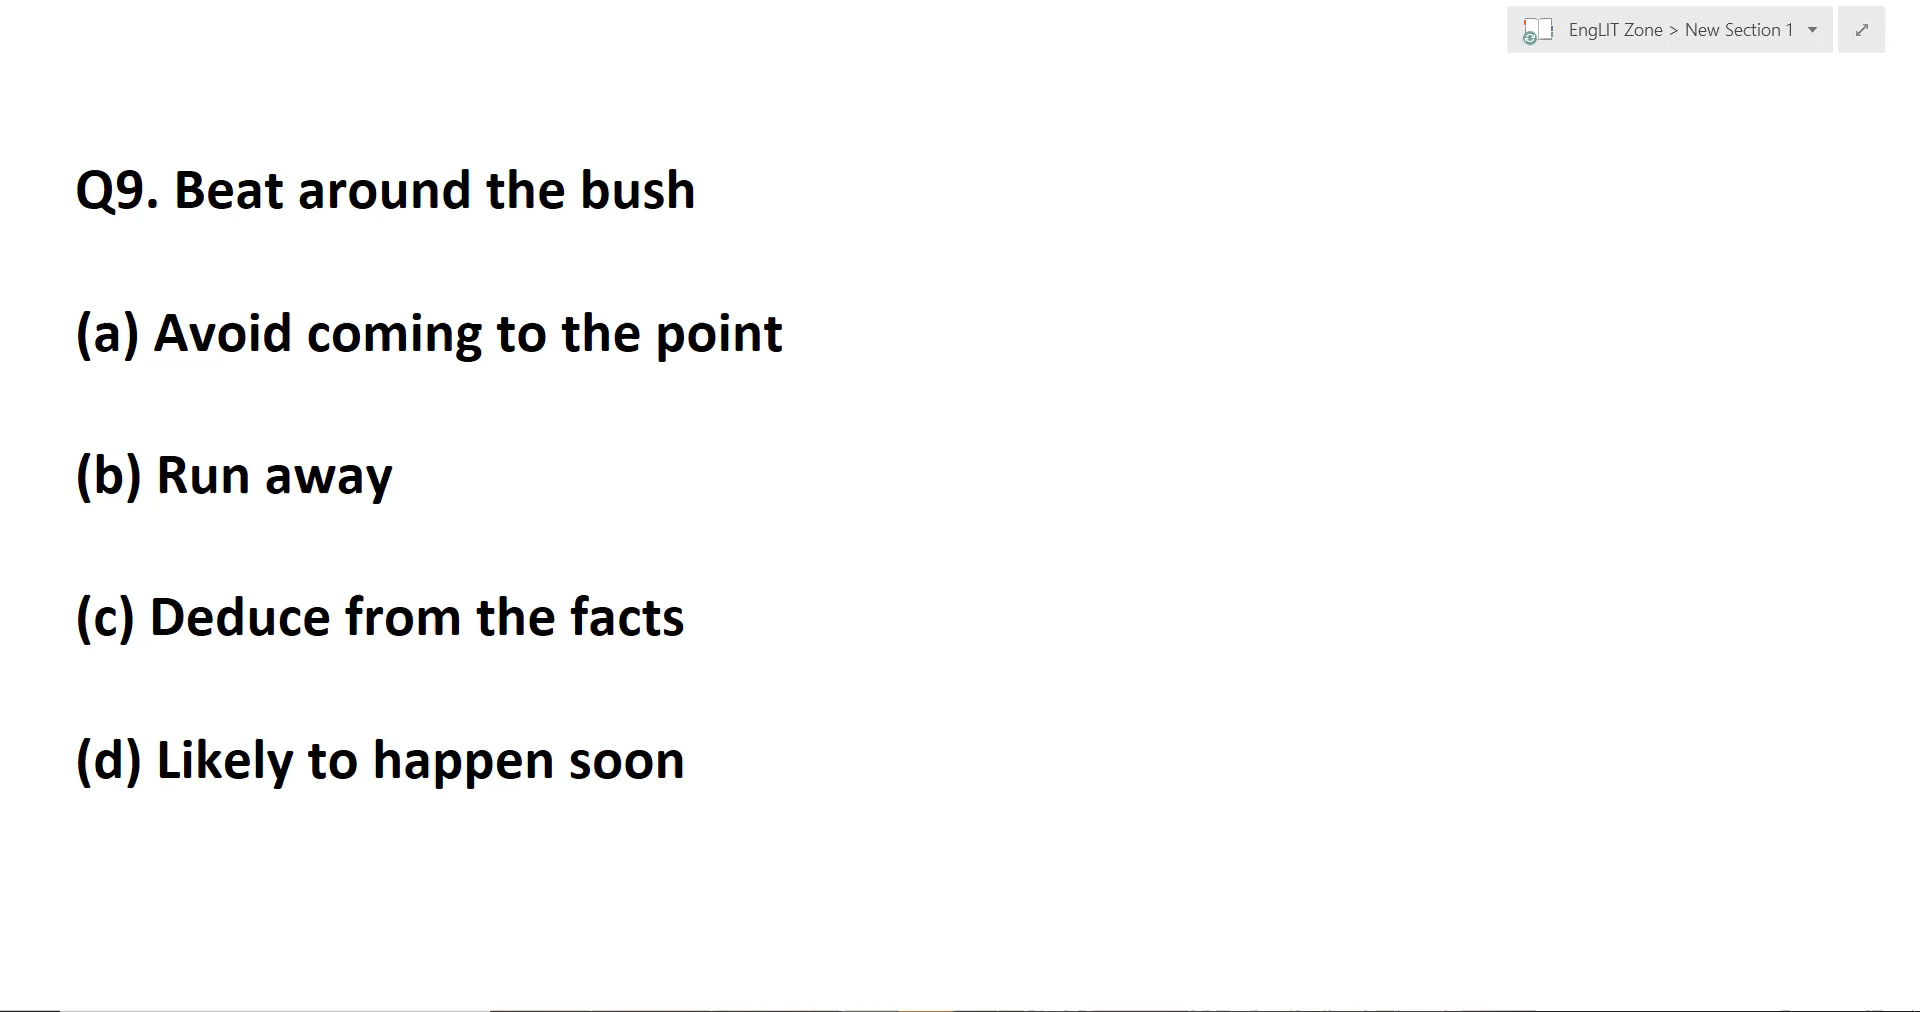 EngLIT Zone > New Section 1
Q9. Beat around the bush
(a) Avoid coming to the point
(b) Run away
(c) Deduce from the facts
(d) Likely to happen soon